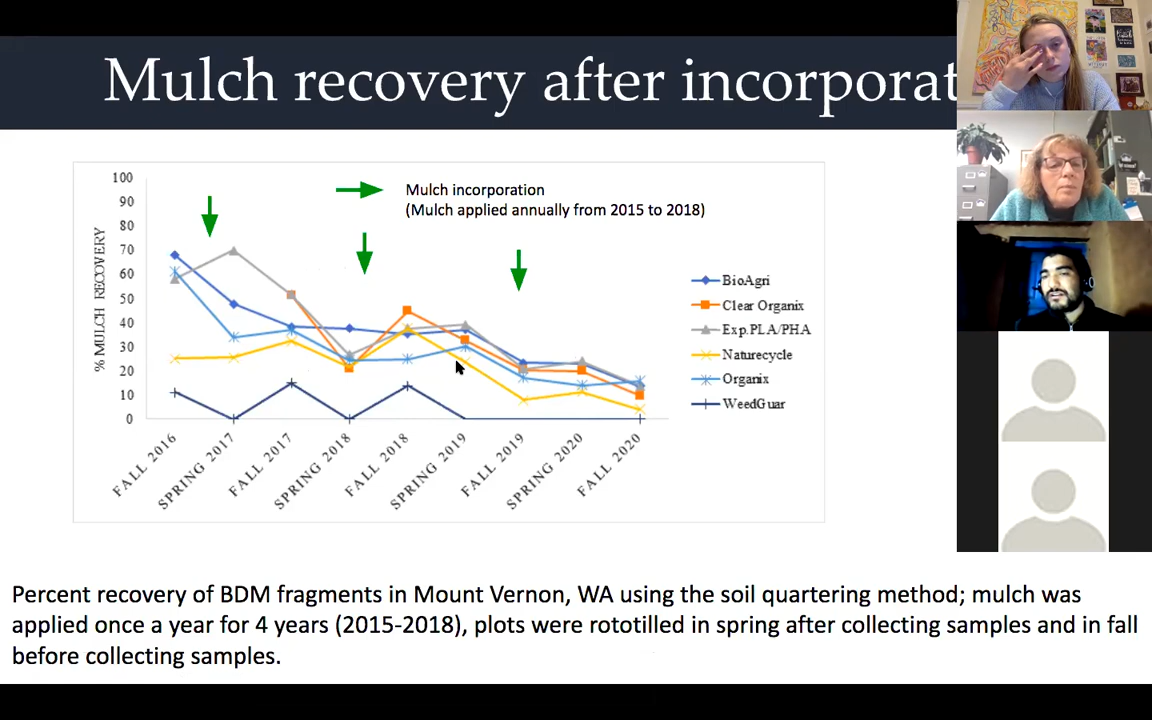 Mulch recovery after incorporat
Mulch incorporation
(Mulch applied annually from 2015 to 2018)
% MULCH RECOVERY
100
90
80
70
60
50
40
30
20
10
0
FALL 2016
SPRING 2017
FALL 2017
SPRING 2018
FALL 2018
SPRING 2019
FALL 2019
SPRING 2020
FALL 2020
BioAgri
Clear Organix
Exp.PLA/PHA
Naturecycle
Organix
WeedGuar
Percent recovery of BDM fragments in Mount Vernon, WA using the soil quartering method; mulch was
applied once a year for 4 years (2015-2018), plots were rototilled in spring after collecting samples and in fall
before collecting samples.